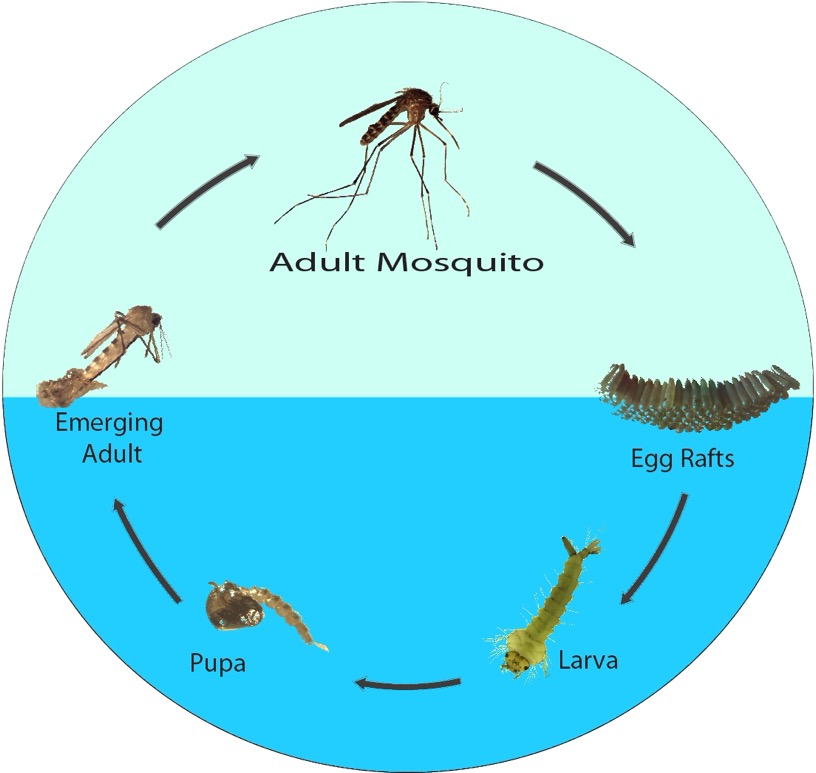 Adult Mosquito
Emerging
Adult
Egg Rafts
Pupa
Larva